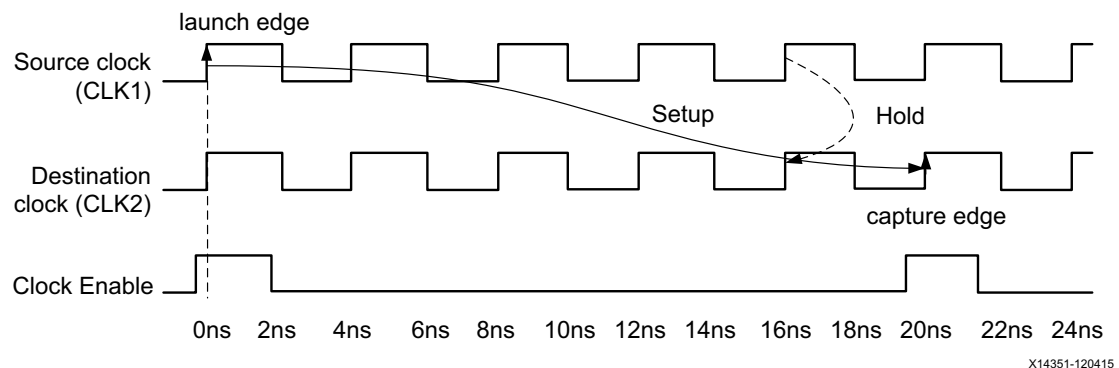 launch edge
Source clock
(CLK1)
Setup
Hold
Destination
clock (CLK2)
capture edge
Clock Enable
0ns 2ns 4ns 6ns 8ns 10ns 12ns 14ns 16ns 18ns 20ns 22ns 24ns
X14351-120415